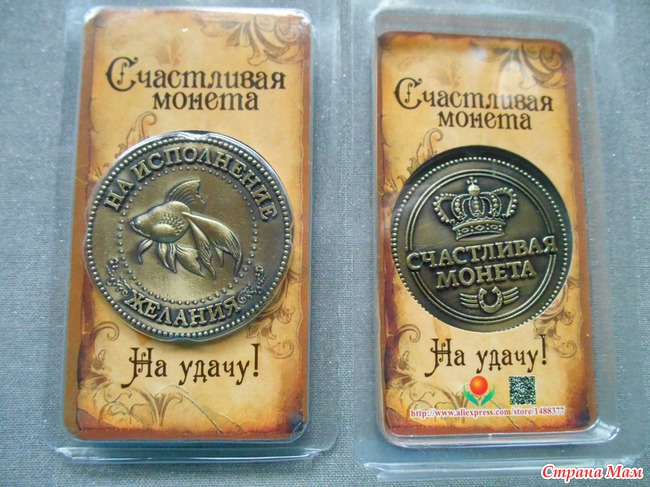 Счастливая
монета
НА ИСПОЛНЕНИЕ
ЖЕЛАНИЯ
На удачу!
Счастливая
монета
СЧАСТЛИВАЯ
МОНЕТА
На удачу!
http://www.aliexpress.com/store/1488377
Страна Мам